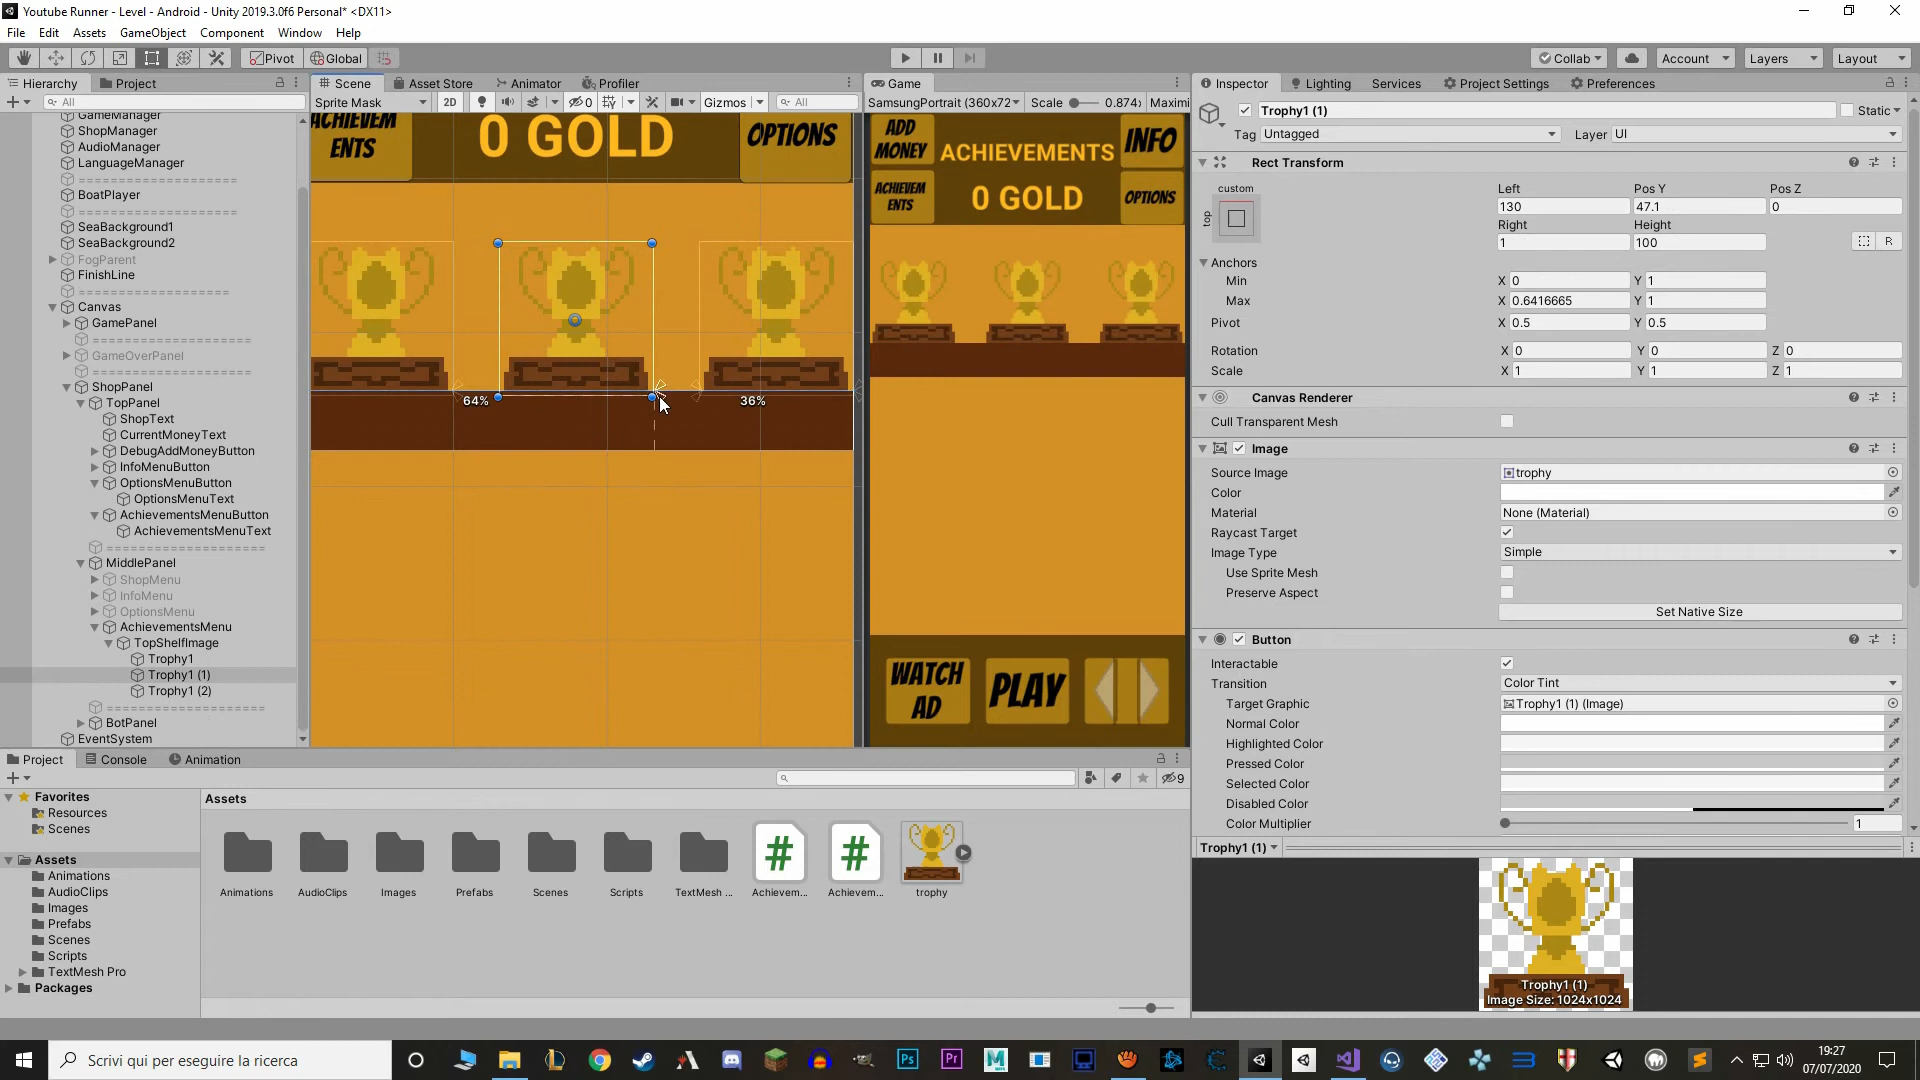 Youtube Runner - Level - Android - Unity 2019.3.0f6 Personal* <DX11>
File Edit Assets GameObject Component Window Help
Pivot Global Collab Account Layers Layout
Hierarchy Project Scene Asset Store Animator Profiler Game Inspector Lighting Services Project Settings Preferences
All
Sprite Mask 2D 0 Gizmos All
SamsungPortrait (360x72 Scale 0.874x Maximi
GameManager
ShopManager
AudioManager
LanguageManager
====================
BoatPlayer
====================
SeaBackground1
SeaBackground2
FogParent
FinishLine
===================
Canvas
GamePanel
====================
GameOverPanel
====================
ShopPanel
TopPanel
ShopText
CurrentMoneyText
DebugAddMoneyButton
InfoMenuButton
OptionsMenuButton
OptionsMenuText
AchievementsMenuButton
AchievementsMenuText
====================
MiddlePanel
ShopMenu
InfoMenu
OptionsMenu
AchievementsMenu
TopShelfImage
Trophy1
Trophy1 (1)
Trophy1 (2)
====================
BotPanel
EventSystem
ACHIEVEM
ENTS
0 GOLD
OPTIONS
64%
36%
ADD
MONEY
ACHIEVEMENTS
INFO
ACHIEVEM
ENTS
0 GOLD
OPTIONS
WATCH
AD
PLAY
Trophy1 (1) Static
Tag Untagged Layer UI
Rect Transform
custom
top
Left Pos Y Pos Z
130 47.1 0
Right Height
1 100
R
Anchors
Min X 0 Y 1
Max X 0.6416665 Y 1
Pivot X 0.5 Y 0.5
Rotation X 0 Y 0 Z 0
Scale X 1 Y 1 Z 1
Canvas Renderer
Cull Transparent Mesh
Image
Source Image trophy
Color
Material None (Material)
Raycast Target
Image Type Simple
Use Sprite Mesh
Preserve Aspect
Set Native Size
Button
Interactable
Transition Color Tint
Target Graphic Trophy1 (1) (Image)
Normal Color
Highlighted Color
Pressed Color
Selected Color
Disabled Color
Color Multiplier 1
Trophy1 (1)
Trophy1 (1)
Image Size: 1024x1024
Project Console Animation
9
Favorites
Resources
Scenes
Assets
Animations
AudioClips
Images
Prefabs
Scenes
Scripts
TextMesh Pro
Packages
Assets
Animations AudioClips Images Prefabs Scenes Scripts TextMesh ... Achievem... Achievem... trophy
Scrivi qui per eseguire la ricerca
Ps Pr M
19:27
07/07/2020